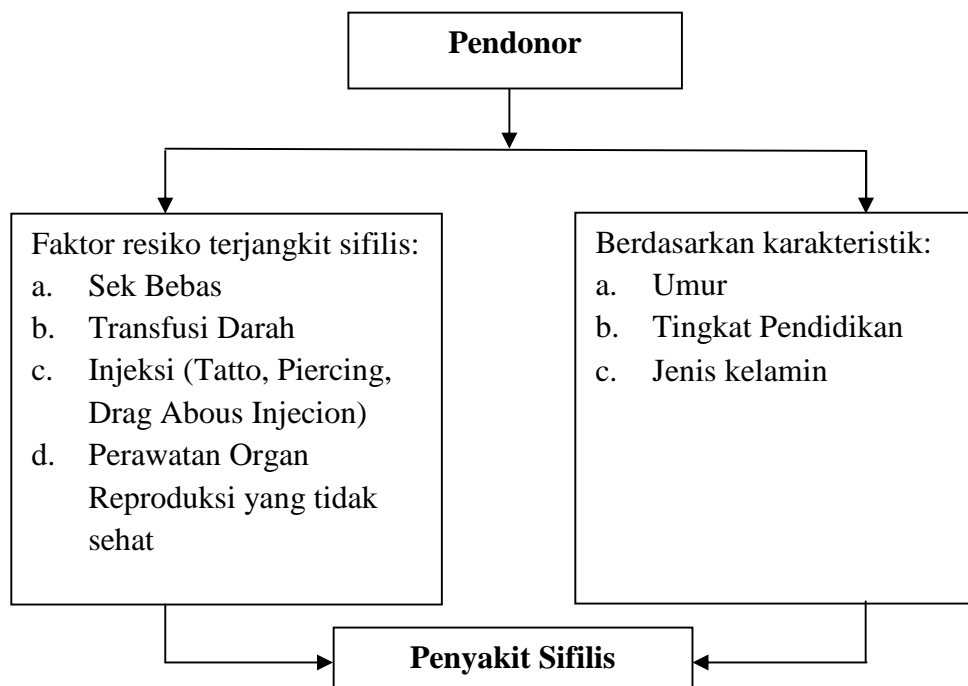 Pendonor
Faktor resiko terjangkit sifilis:
a. Sek Bebas
b. Transfusi Darah
c. Injeksi (Tatto, Piercing,
Drag Abous Injecion)
d. Perawatan Organ
Reproduksi yang tidak
sehat
Berdasarkan karakteristik:
a. Umur
b. Tingkat Pendidikan
c. Jenis kelamin
Penyakit Sifilis